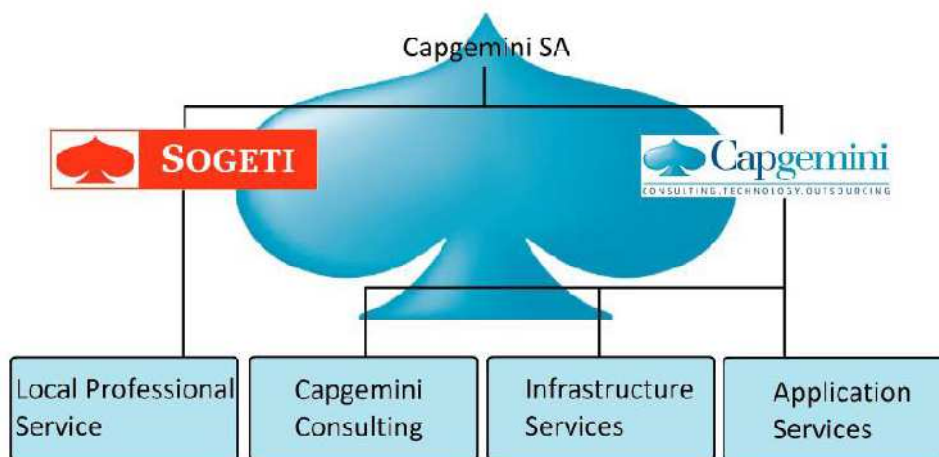 Capgemini SA
SOGETI
Capgemini
CONSULTING.TECHNOLOGY.OUTSOURCING
Local Professional
Service
Capgemini
Consulting
Infrastructure
Services
Application
Services